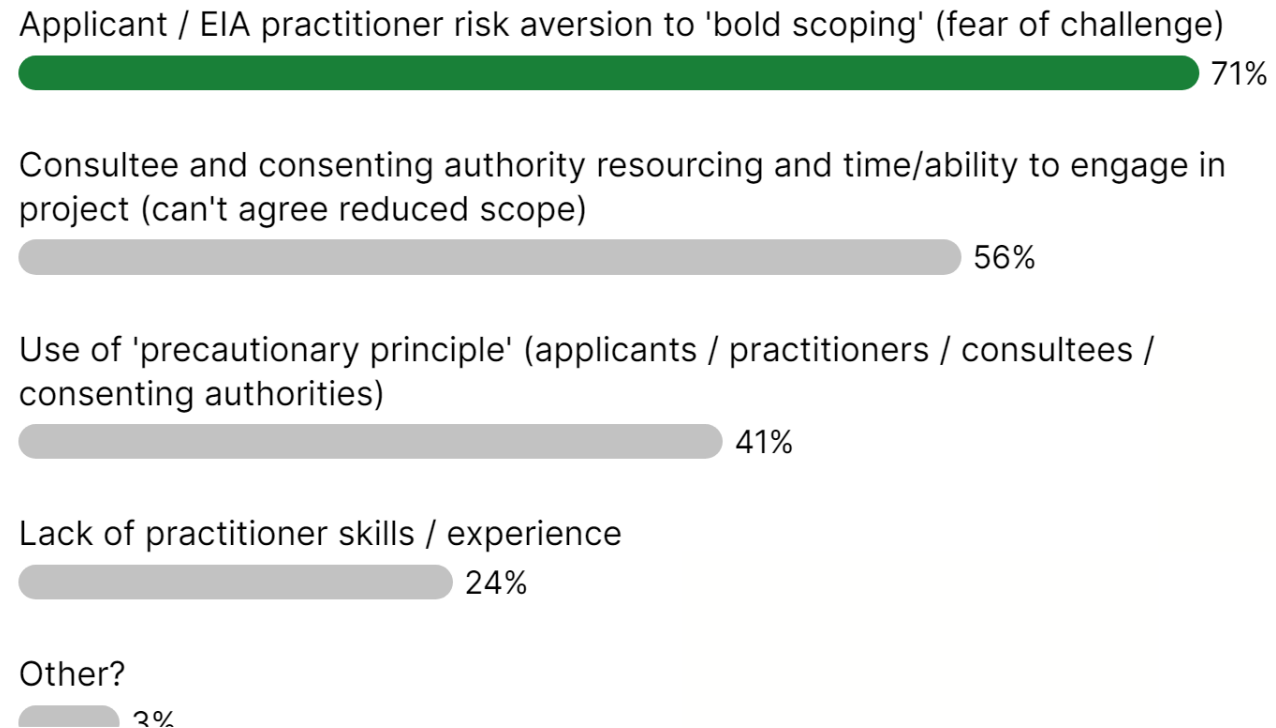 Applicant / EIA practitioner risk aversion to 'bold scoping' (fear of challenge)
71%
Consultee and consenting authority resourcing and time/ability to engage in
project (can't agree reduced scope)
56%
Use of 'precautionary principle' (applicants / practitioners / consultees /
consenting authorities)
41%
Lack of practitioner skills / experience
24%
Other?
3%